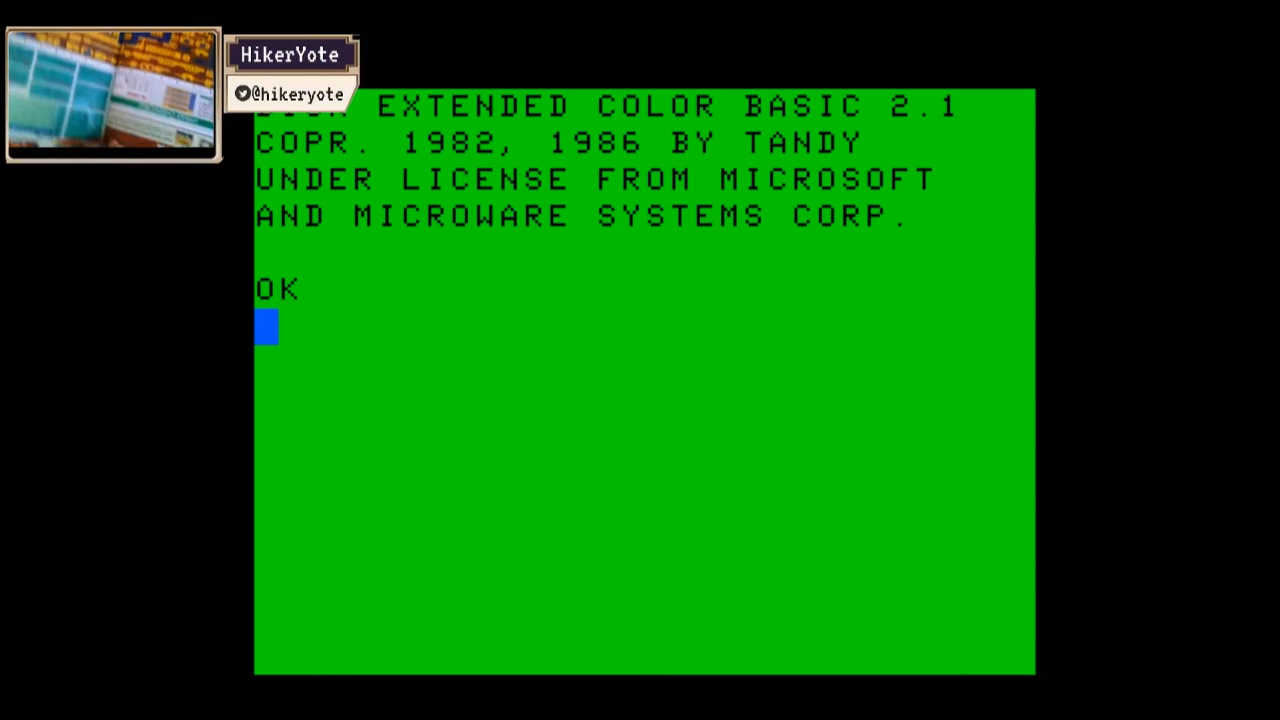 HikerYote
@hikeryote
EXTENDED COLOR BASIC 2.1
COPR. 1982, 1986 BY TANDY
UNDER LICENSE FROM MICROSOFT
AND MICROWARE SYSTEMS CORP.
OK